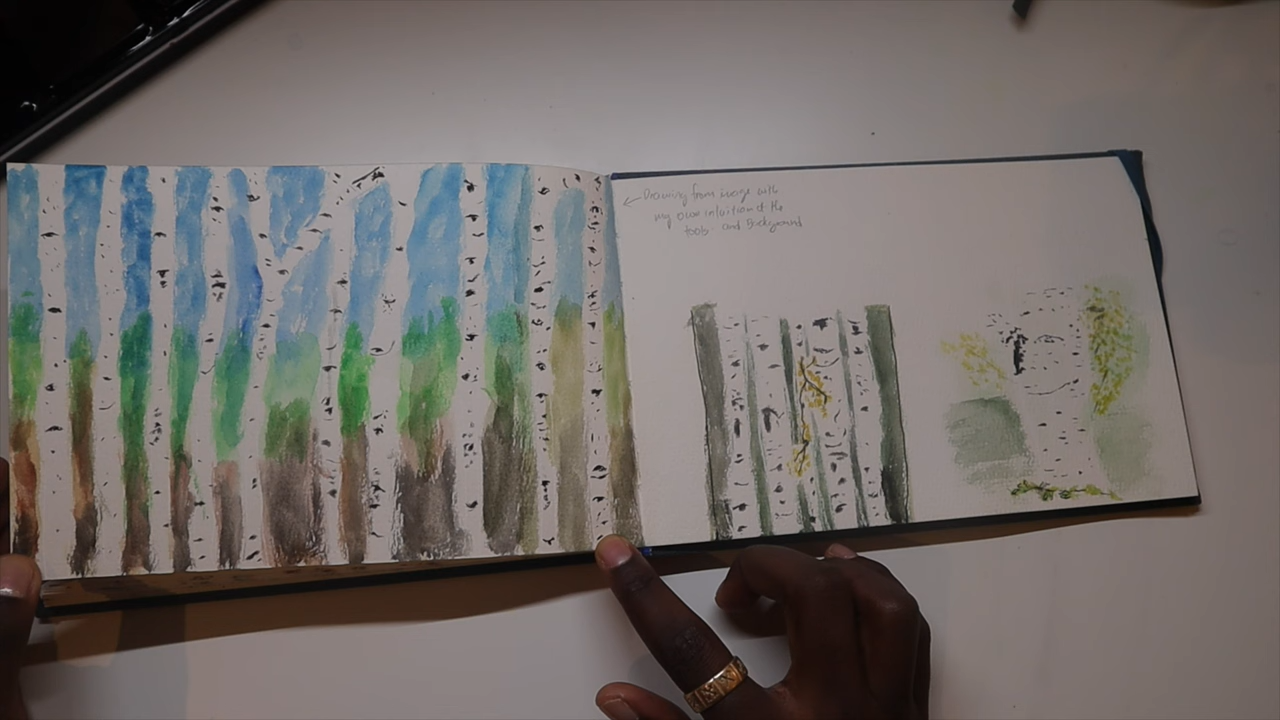 ← Drawing from image with
my own intuition of the
tools and Background